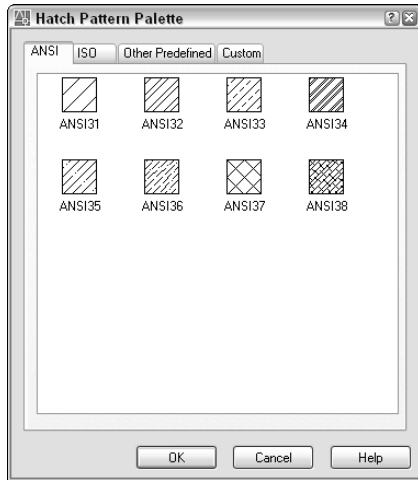 Hatch Pattern Palette
ANSI ISO Other Predefined Custom
ANSI31 ANSI32 ANSI33 ANSI34
ANSI35 ANSI36 ANSI37 ANSI38
OK Cancel Help